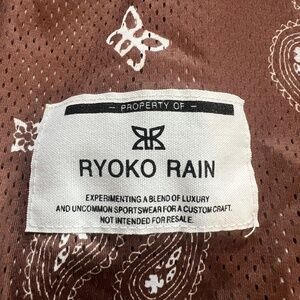 - PROPERTY OF -
RYOKO RAIN
EXPERIMENTING A BLEND OF LUXURY
AND UNCOMMON SPORTSWEAR FOR A CUSTOM CRAFT.
NOT INTENDED FOR RESALE.